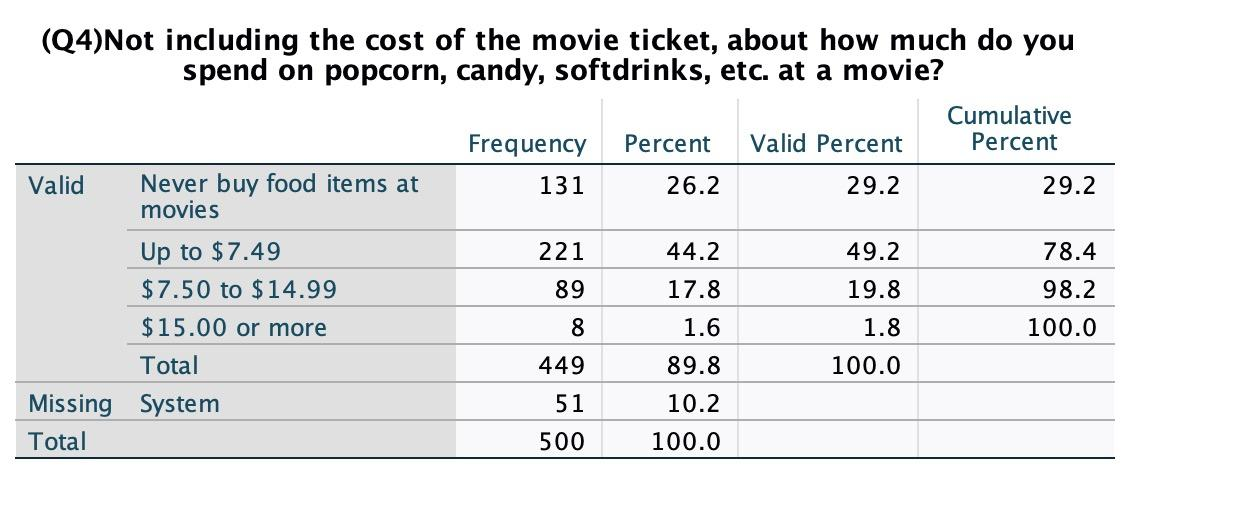 (Q4)Not including the cost of the movie ticket, about how much do you
spend on popcorn, candy, softdrinks, etc. at a movie?
Frequency Percent Valid Percent Cumulative
Percent
Valid Never buy food items at 131 26.2 29.2 29.2
movies
Up to $7.49 221 44.2 49.2 78.4
$7.50 to $14.99 89 17.8 19.8 98.2
$15.00 or more 8 1.6 1.8 100.0
Total 449 89.8 100.0
Missing System 51 10.2
Total 500 100.0